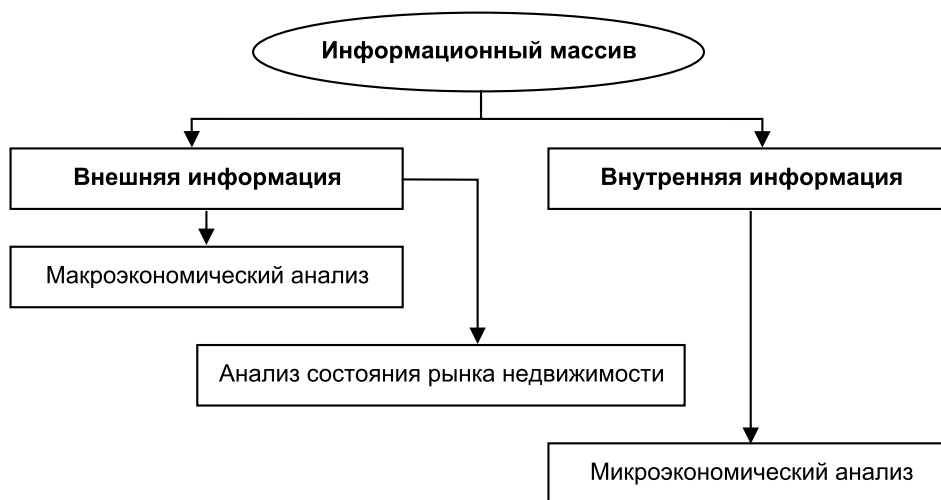 Информационный массив
Внешняя информация
Внутренняя информация
Макроэкономический анализ
Анализ состояния рынка недвижимости
Микроэкономический анализ